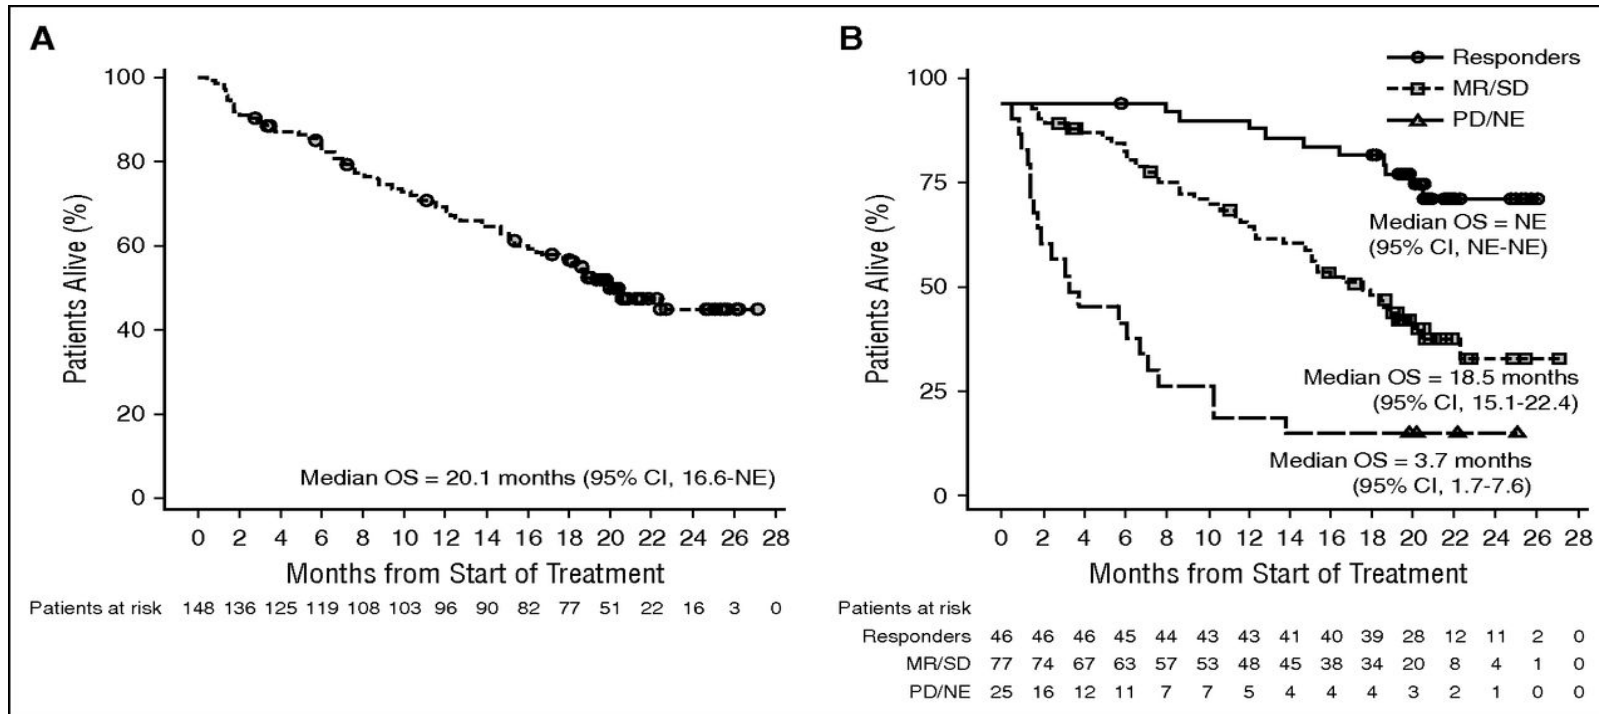 A
Patients Alive (%)
100
80
60
40
20
0
Median OS = 20.1 months (95% CI, 16.6-NE)
0 2 4 6 8 10 12 14 16 18 20 22 24 26 28
Months from Start of Treatment
Patients at risk 148 136 125 119 108 103 96 90 82 77 51 22 16 3 0
B
Responders
MR/SD
PD/NE
Patients Alive (%)
100
75
50
25
0
Median OS = NE
(95% CI, NE-NE)
Median OS = 18.5 months
(95% CI, 15.1-22.4)
Median OS = 3.7 months
(95% CI, 1.7-7.6)
0 2 4 6 8 10 12 14 16 18 20 22 24 26 28
Months from Start of Treatment
Patients at risk
Responders 46 46 46 45 44 43 43 41 40 39 28 12 11 2 0
MR/SD 77 74 67 63 57 53 48 45 38 34 20 8 4 1 0
PD/NE 25 16 12 11 7 7 5 4 4 4 3 2 1 0 0